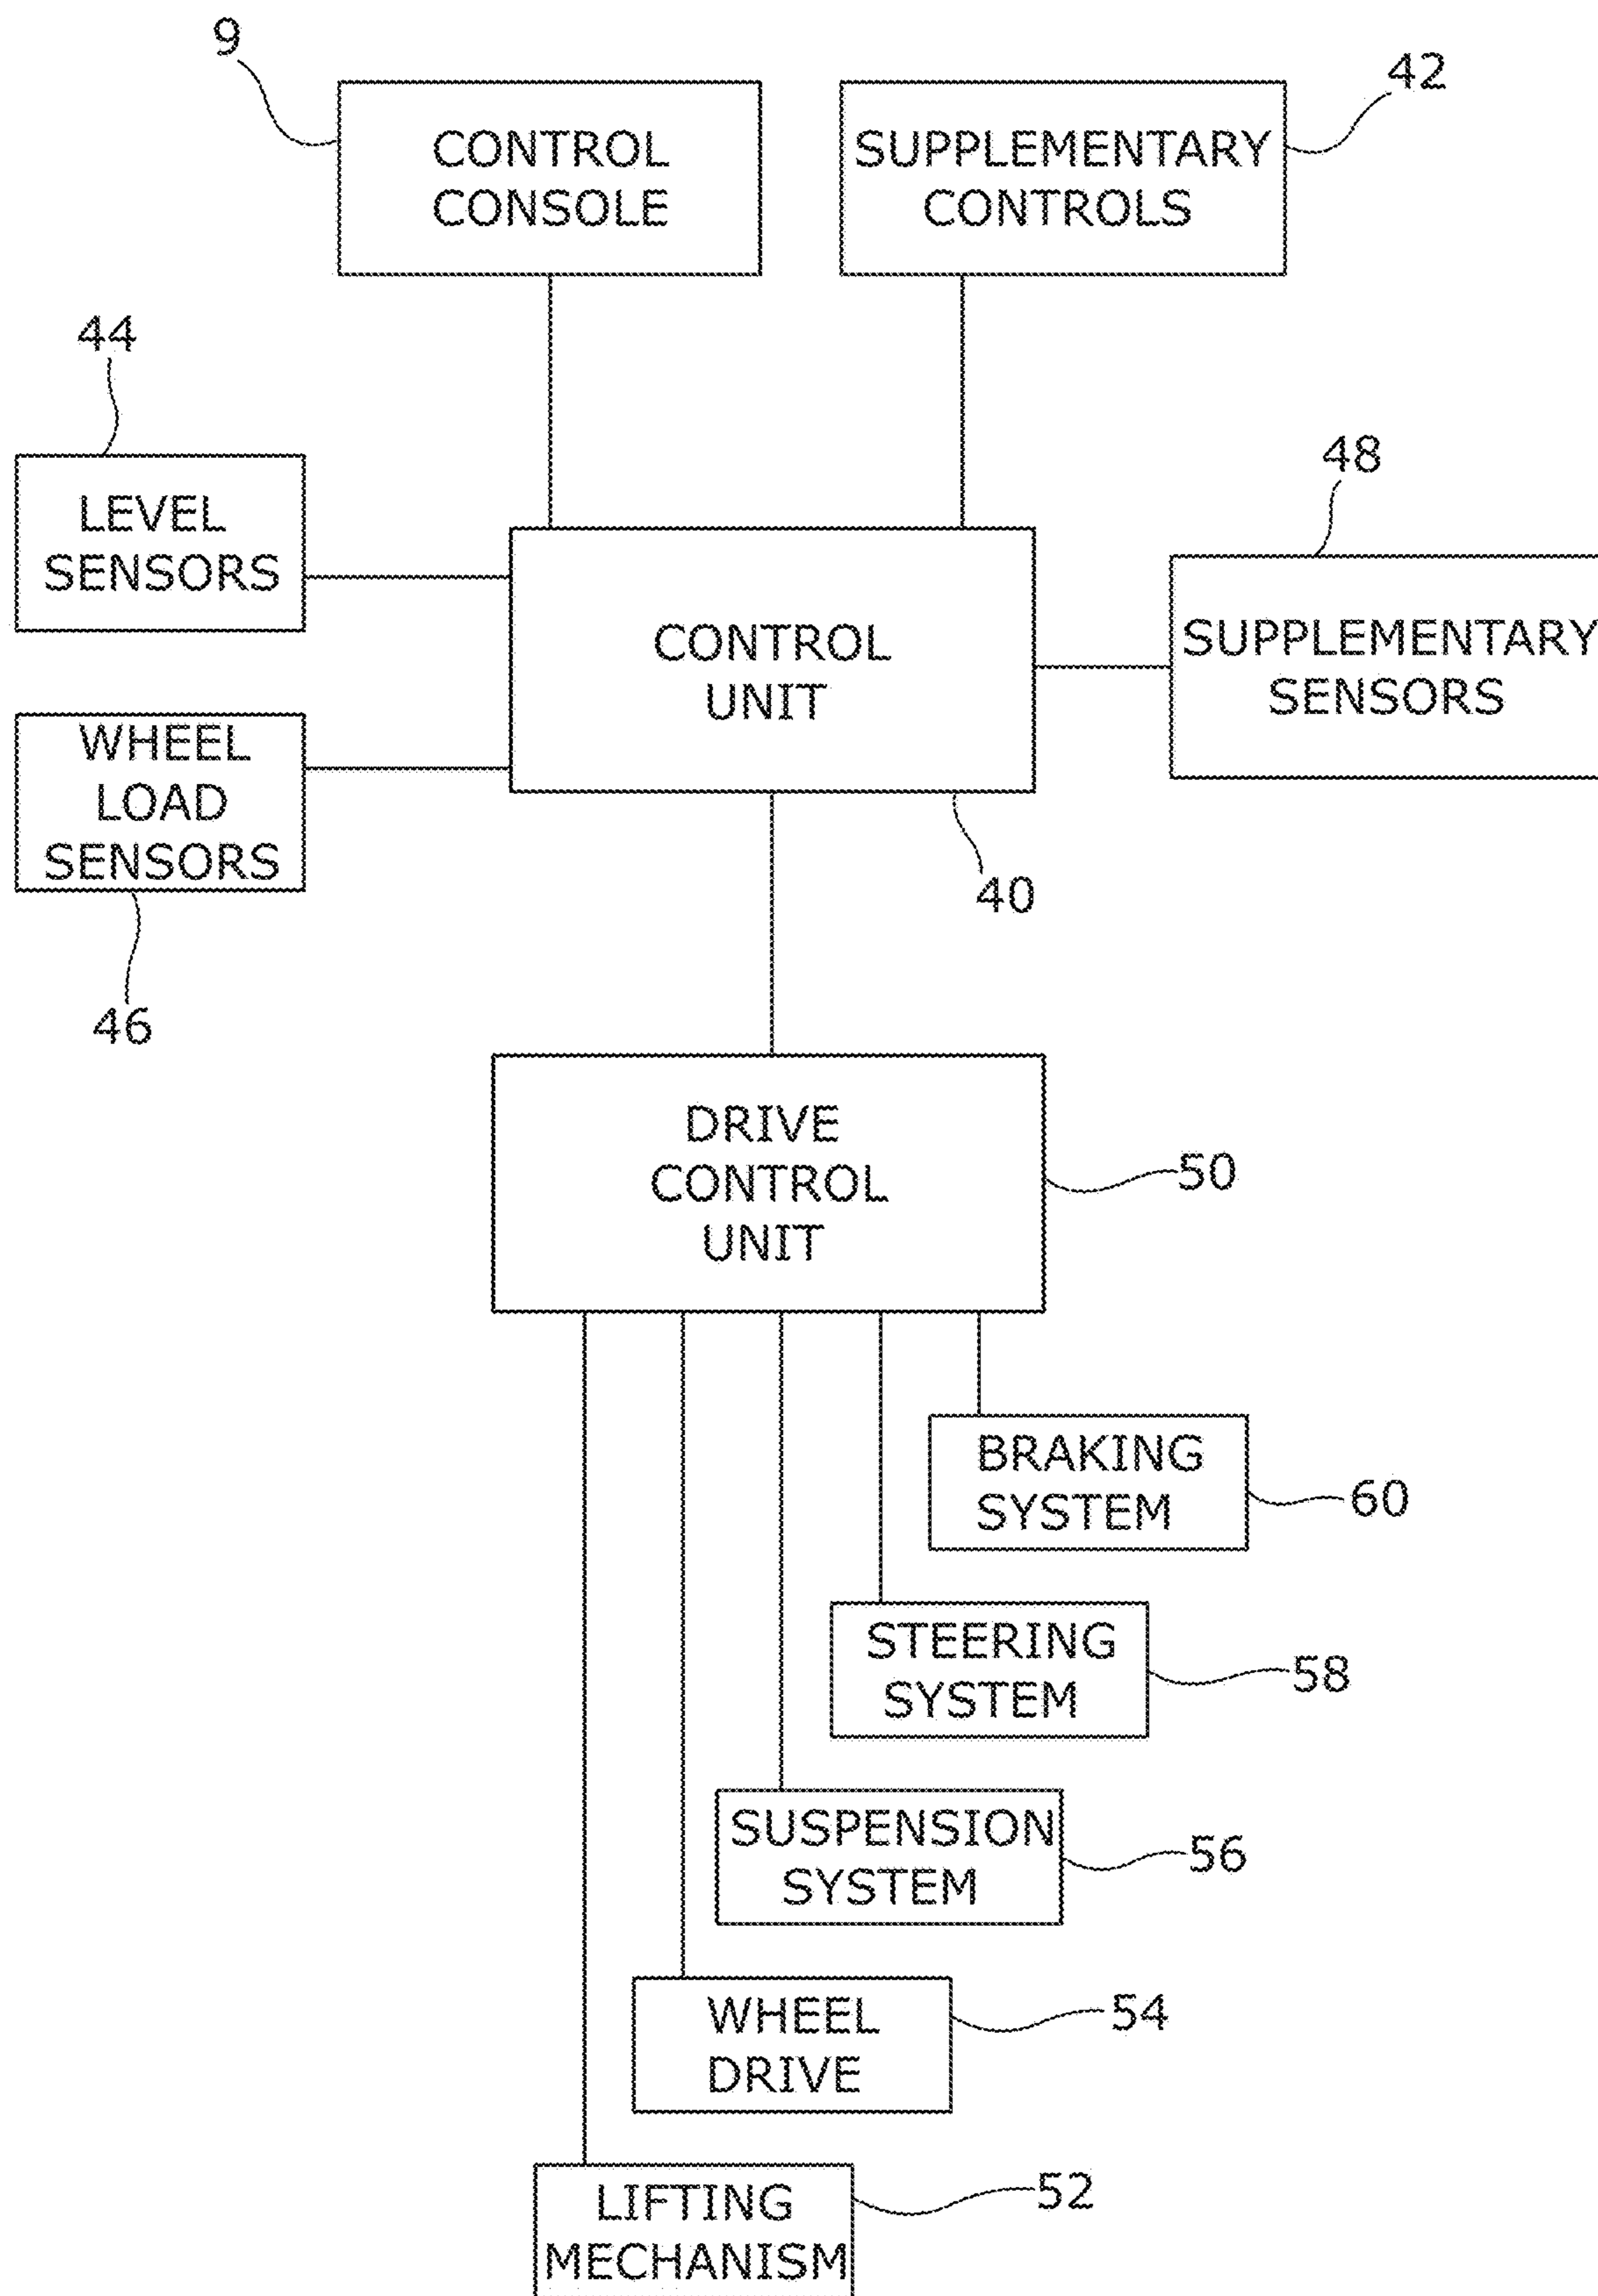 9
42
CONTROL
CONSOLE
SUPPLEMENTARY
CONTROLS
44
48
LEVEL
SENSORS
CONTROL
UNIT
SUPPLEMENTARY
SENSORS
WHEEL
LOAD
SENSORS
40
46
DRIVE
CONTROL
UNIT
50
BRAKING
SYSTEM
60
STEERING
SYSTEM
58
SUSPENSION
SYSTEM
56
WHEEL
DRIVE
54
LIFTING
MECHANISM
52